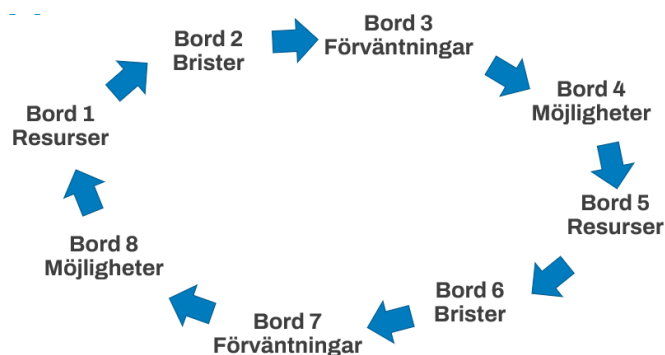 Bord 1
Resurser
Bord 2
Brister
Bord 3
Förväntningar
Bord 4
Möjligheter
Bord 5
Resurser
Bord 6
Brister
Bord 7
Förväntningar
Bord 8
Möjligheter